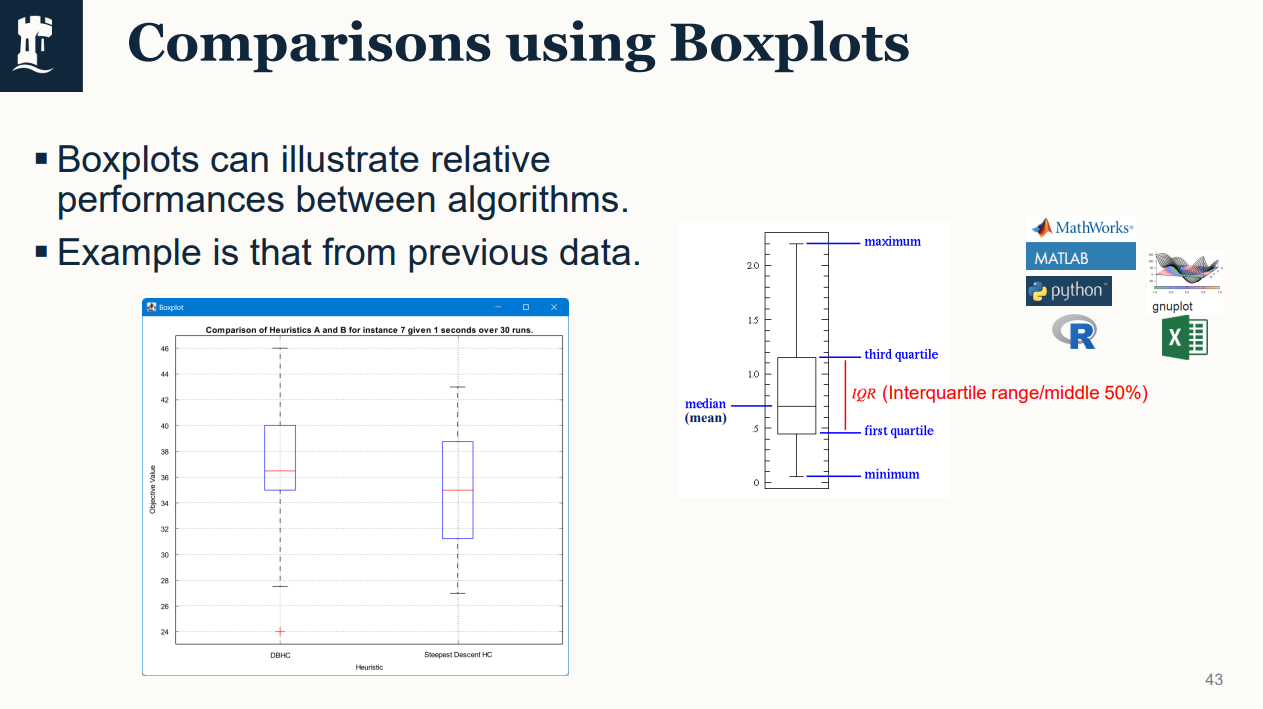 Comparisons using Boxplots
▪ Boxplots can illustrate relative
performances between algorithms.
▪ Example is that from previous data.
Boxplot
Comparison of Heuristics A and B for instance 7 given 1 seconds over 30 runs.
46
44
42
40
38
36
34
32
30
28
26
24
Objective Value
DBHC
Steepest Descent HC
Heuristic
maximum
2.0
1.5
third quartile
1.0
IQR (Interquartile range/middle 50%)
median
(mean)
.5
first quartile
minimum
0
MathWorks®
MATLAB
python
gnuplot
R
X
43